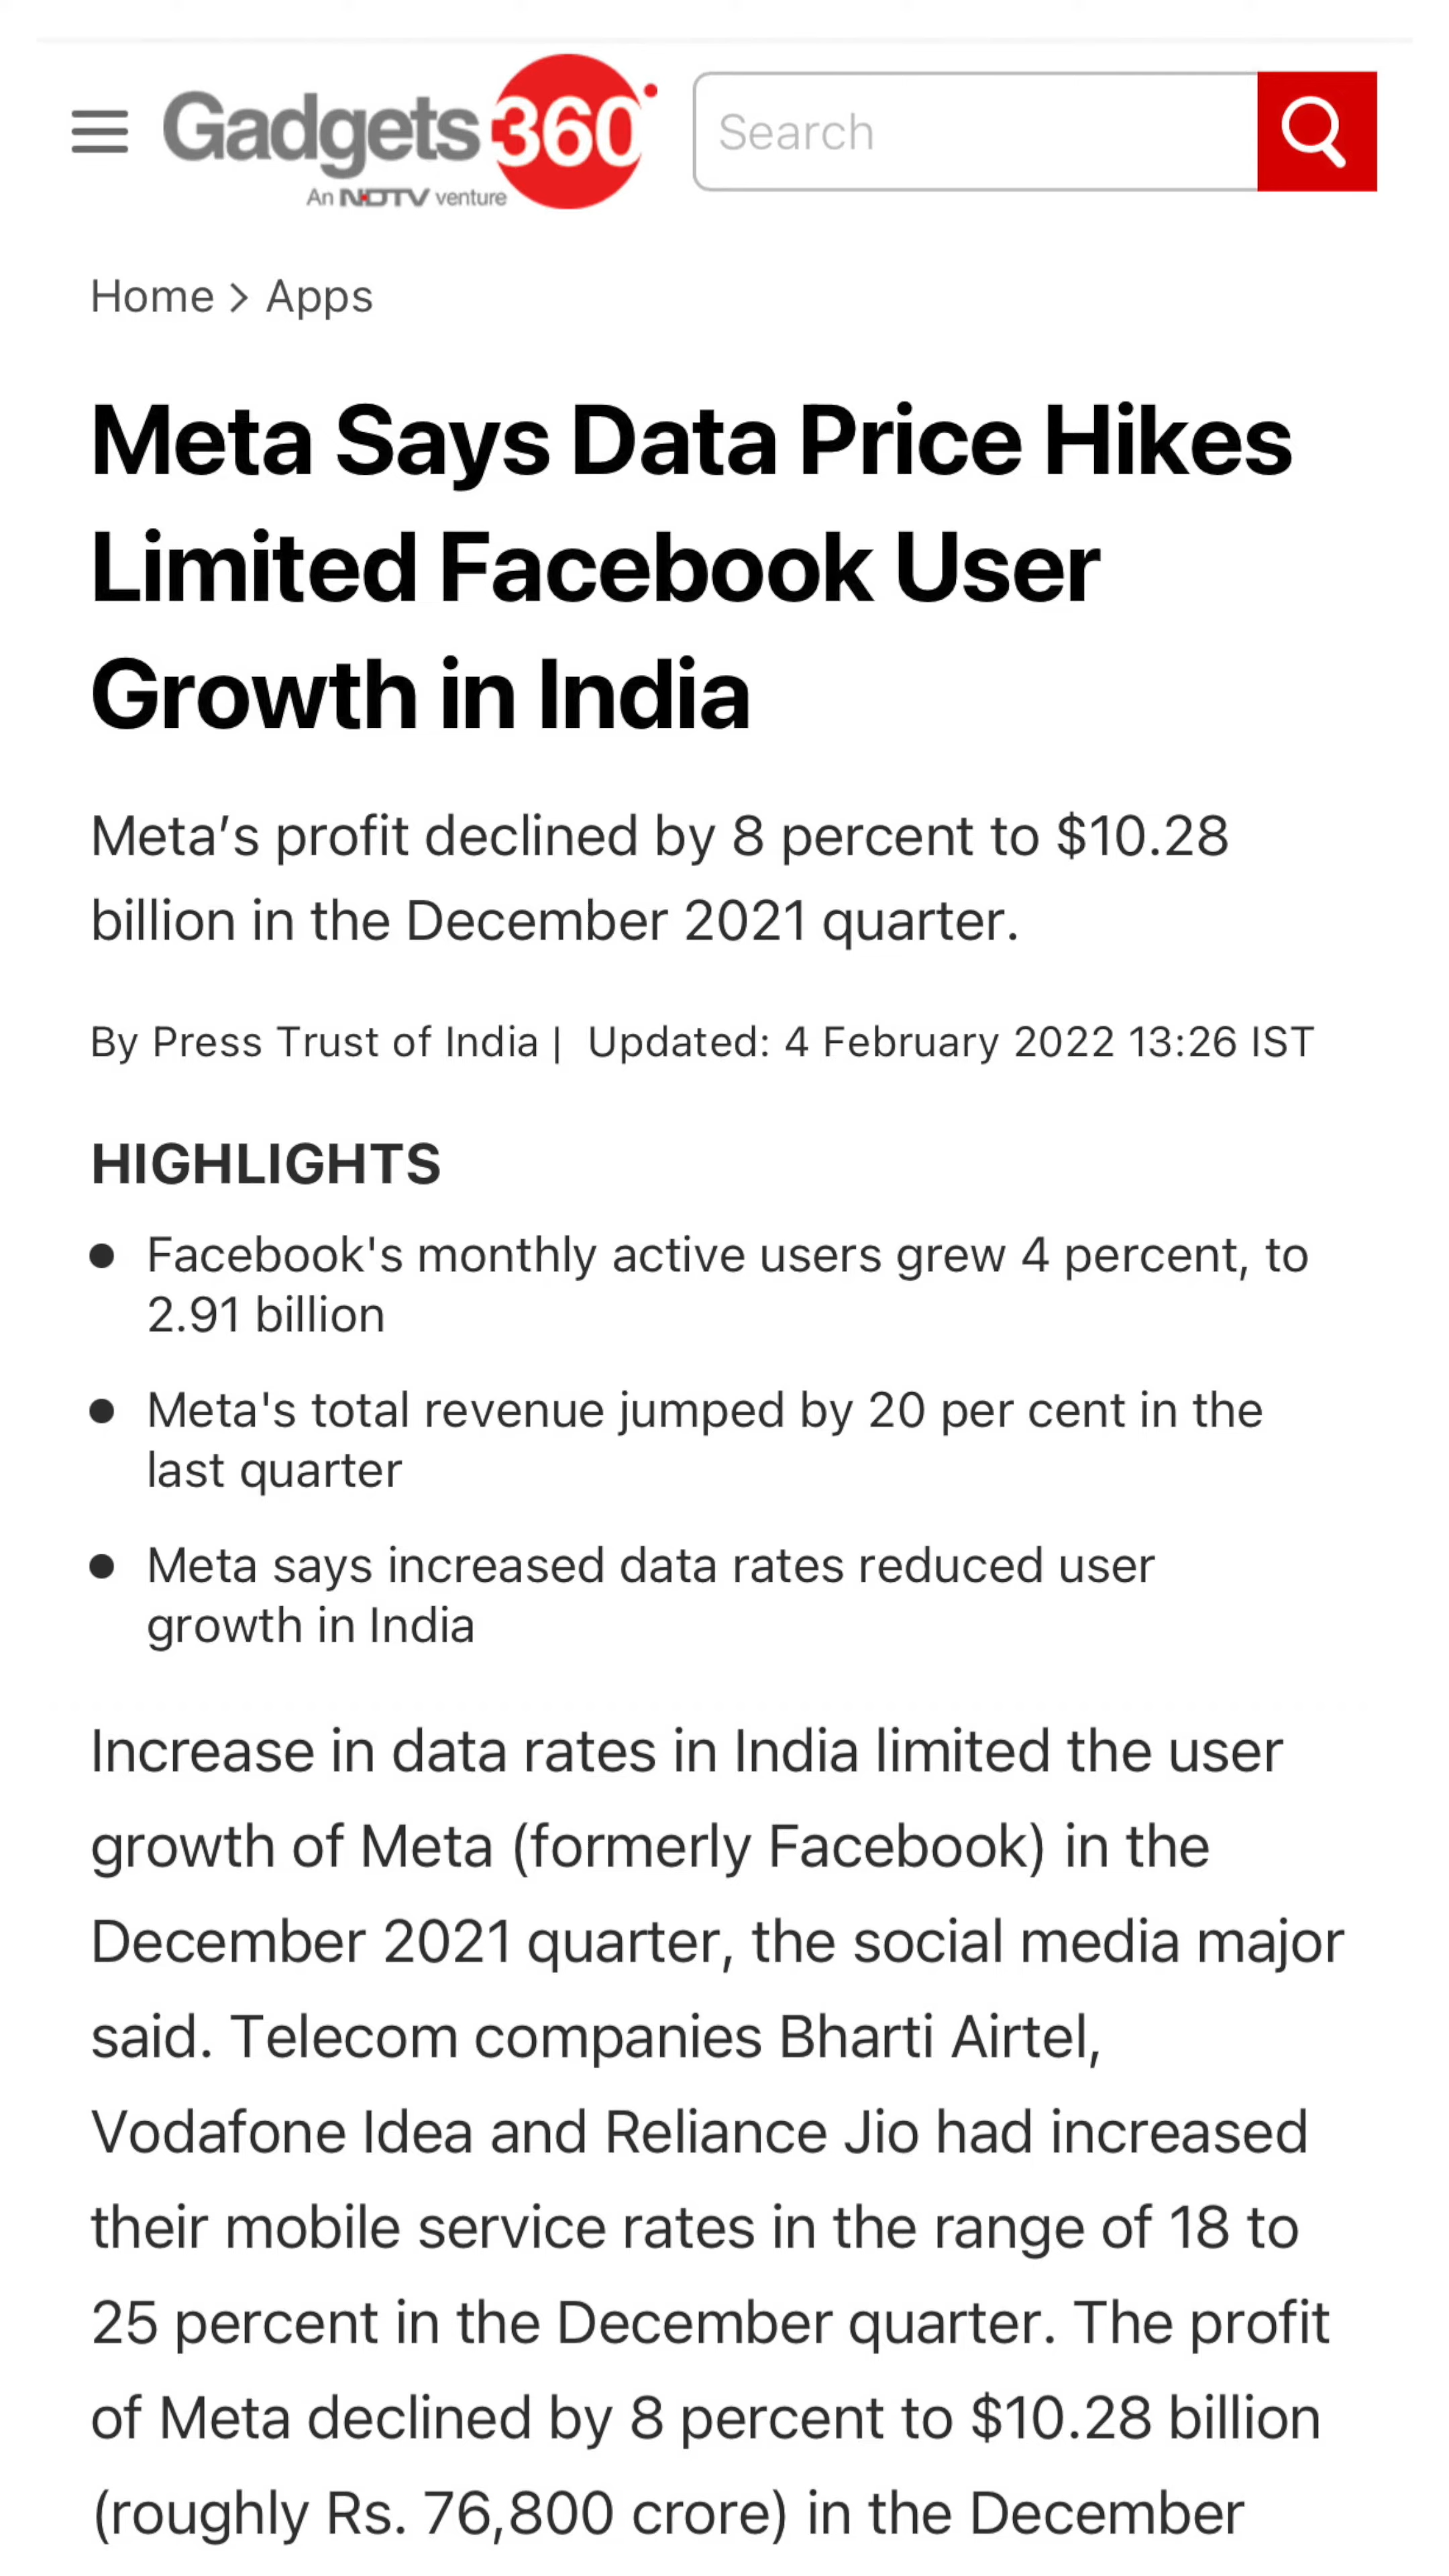 Gadgets 360
An NDTV venture
Search
Home > Apps
Meta Says Data Price Hikes
Limited Facebook User
Growth in India
Meta’s profit declined by 8 percent to $10.28
billion in the December 2021 quarter.
By Press Trust of India | Updated: 4 February 2022 13:26 IST
HIGHLIGHTS
● Facebook's monthly active users grew 4 percent, to
2.91 billion
● Meta's total revenue jumped by 20 per cent in the
last quarter
● Meta says increased data rates reduced user
growth in India
Increase in data rates in India limited the user
growth of Meta (formerly Facebook) in the
December 2021 quarter, the social media major
said. Telecom companies Bharti Airtel,
Vodafone Idea and Reliance Jio had increased
their mobile service rates in the range of 18 to
25 percent in the December quarter. The profit
of Meta declined by 8 percent to $10.28 billion
(roughly Rs. 76,800 crore) in the December